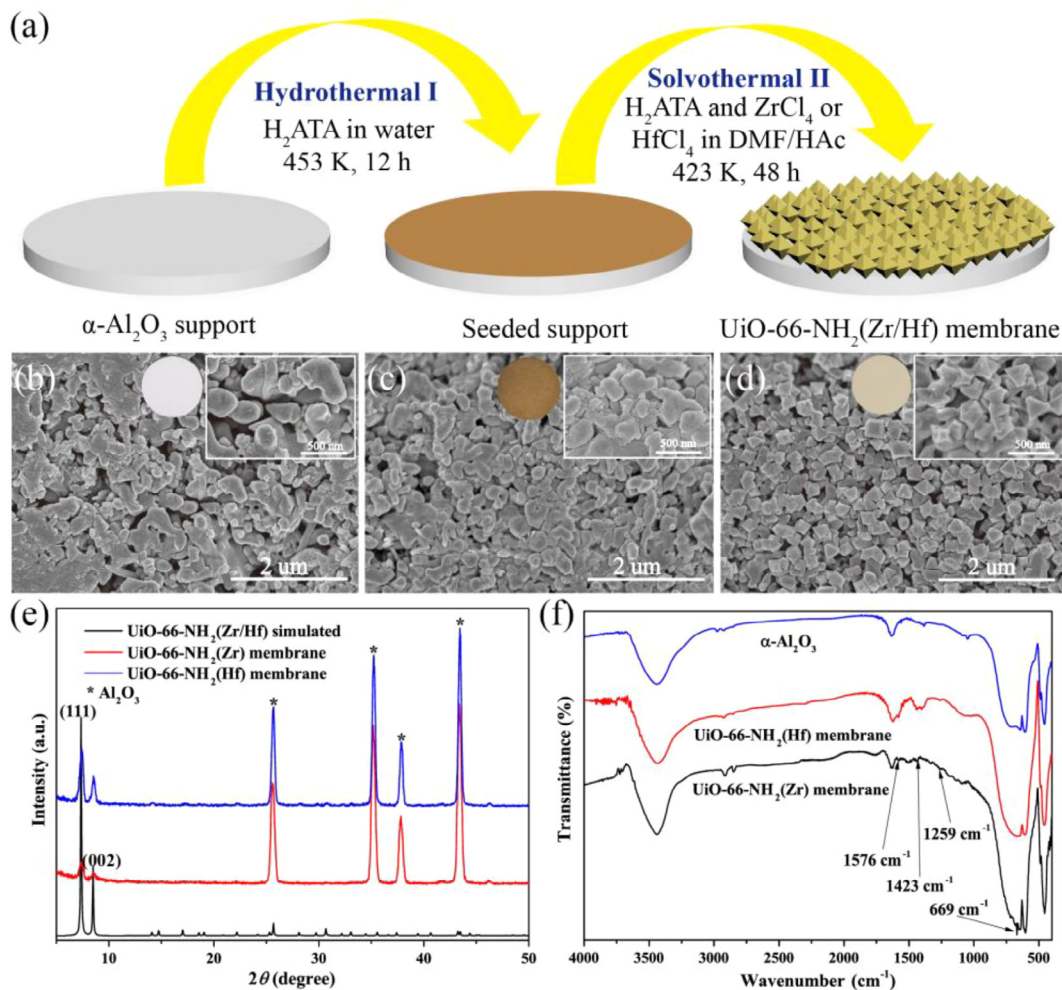 (a)
Hydrothermal I
H₂ATA in water
453 K, 12 h
Solvothermal II
H₂ATA and ZrCl₄ or
HfCl₄ in DMF/HAc
423 K, 48 h
α-Al₂O₃ support
Seeded support
UiO-66-NH₂(Zr/Hf) membrane
(b)
500 nm
2 um
(c)
500 nm
2 um
(d)
500 nm
2 um
(e)
UiO-66-NH₂(Zr/Hf) simulated
UiO-66-NH₂(Zr) membrane
UiO-66-NH₂(Hf) membrane
* Al₂O₃
(111)
(002)
*
*
*
*
Intensity (a.u.)
10 20 30 40 50
2θ (degree)
(f)
α-Al₂O₃
UiO-66-NH₂(Hf) membrane
UiO-66-NH₂(Zr) membrane
1259 cm⁻¹
1576 cm⁻¹
1423 cm⁻¹
669 cm⁻¹
Transmittance (%)
4000 3500 3000 2500 2000 1500 1000 500
Wavenumber (cm⁻¹)